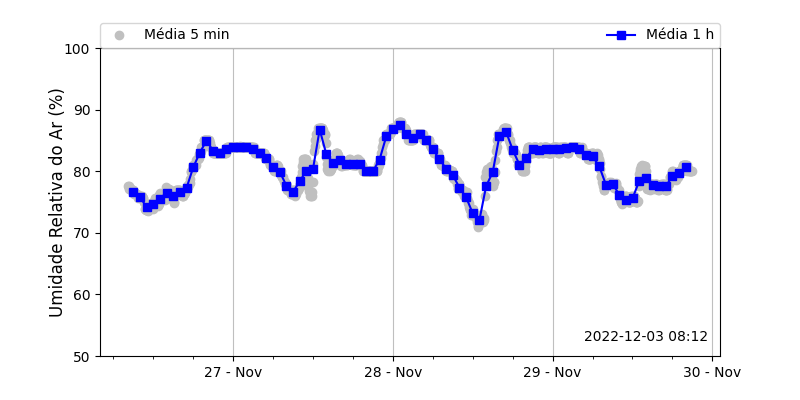 Média 5 min
Média 1 h
100
90
80
70
60
50
Umidade Relativa do Ar (%)
2022-12-03 08:12
27 - Nov
28 - Nov
29 - Nov
30 - Nov